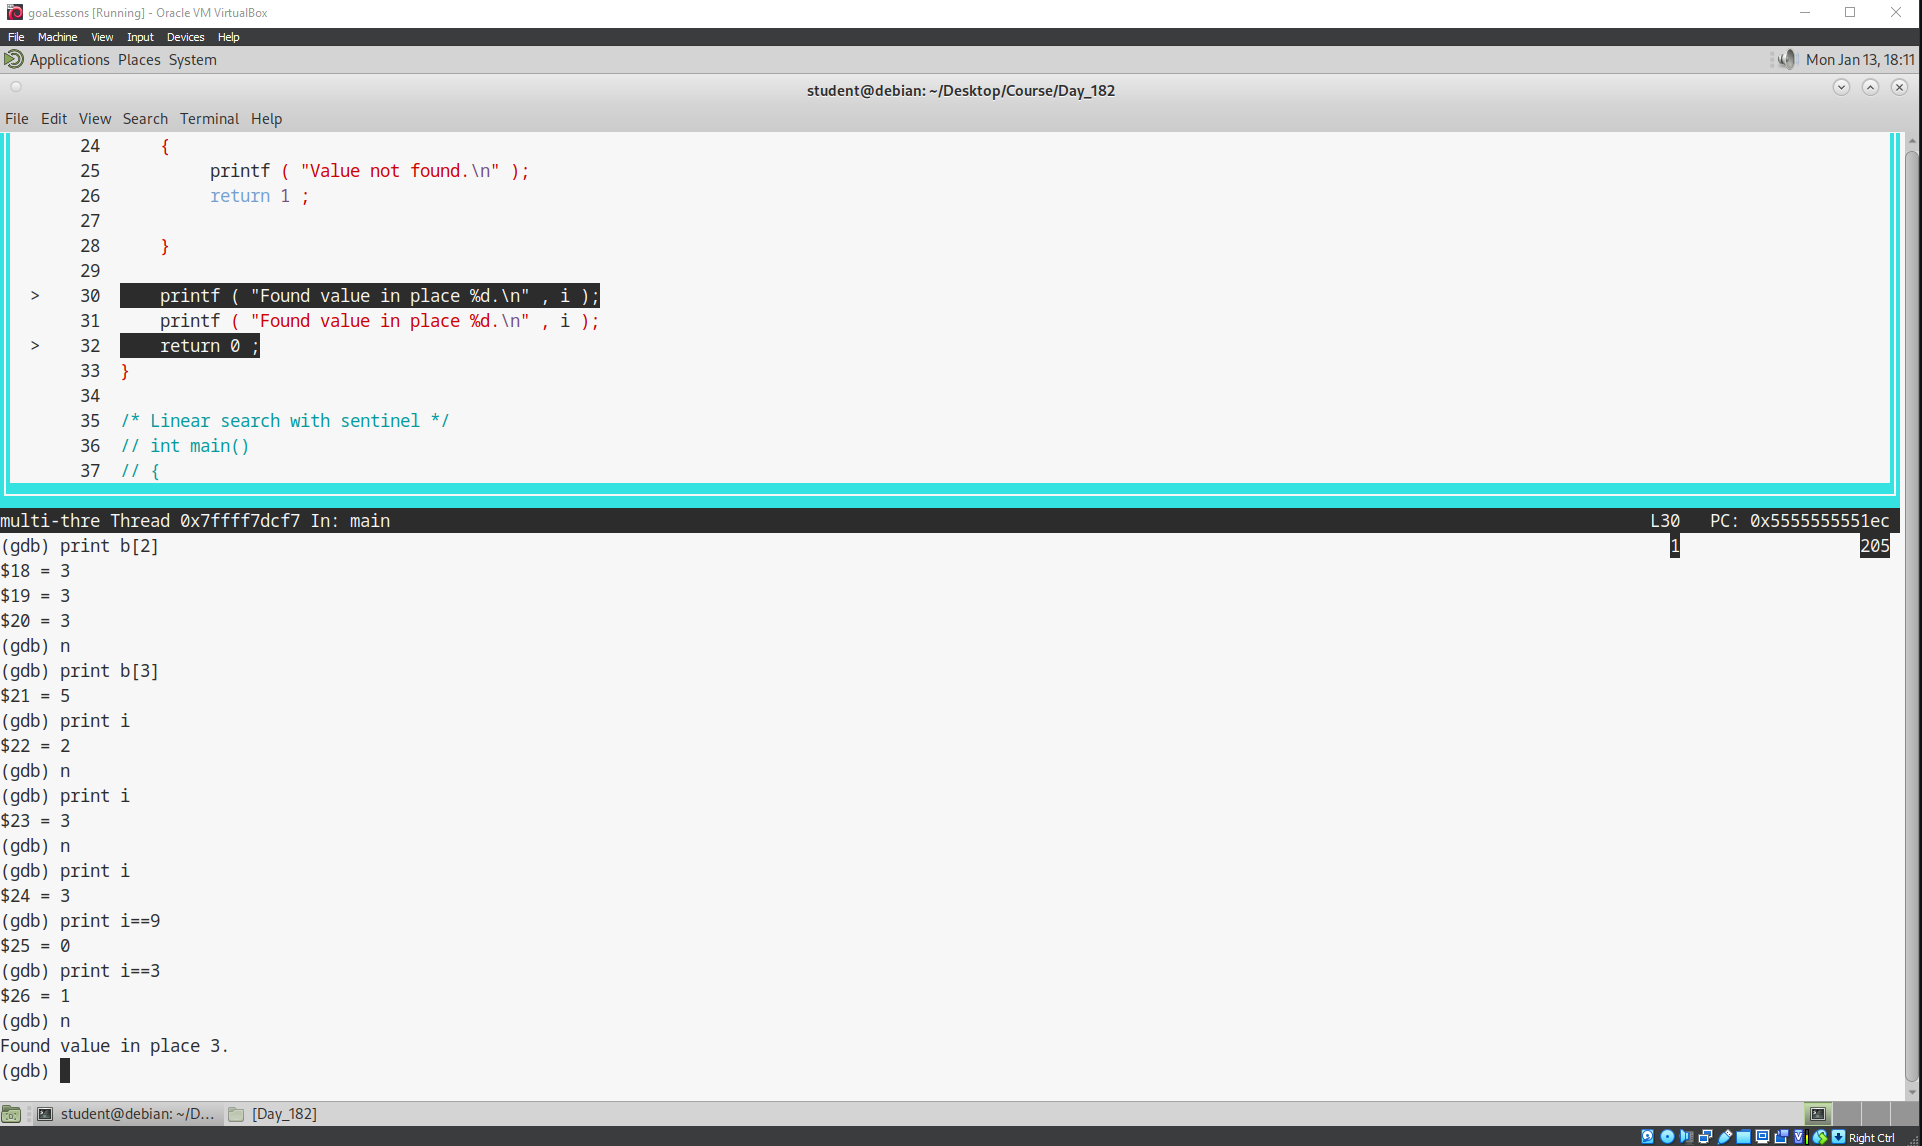 goaLessons [Running] - Oracle VM VirtualBox
File Machine View Input Devices Help
Applications Places System Mon Jan 13, 18:11
student@debian: ~/Desktop/Course/Day_182
File Edit View Search Terminal Help
24 {
25 printf ( "Value not found.\n" );
26 return 1 ;
27
28 }
29
> 30 printf ( "Found value in place %d.\n" , i );
31 printf ( "Found value in place %d.\n" , i );
> 32 return 0 ;
33 }
34
35 /* Linear search with sentinel */
36 // int main()
37 // {
multi-thre Thread 0x7ffff7dcf7 In: main L30 PC: 0x5555555551ec
(gdb) print b[2] 1 205
$18 = 3
$19 = 3
$20 = 3
(gdb) n
(gdb) print b[3]
$21 = 5
(gdb) print i
$22 = 2
(gdb) n
(gdb) print i
$23 = 3
(gdb) n
(gdb) print i
$24 = 3
(gdb) print i==9
$25 = 0
(gdb) print i==3
$26 = 1
(gdb) n
Found value in place 3.
(gdb)
student@debian: ~/D... [Day_182]
Right Ctrl